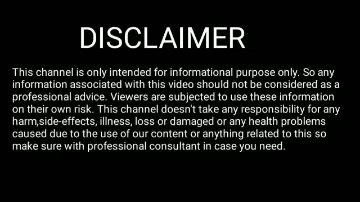 DISCLAIMER
This channel is only intended for informational purpose only. So any
information associated with this video should not be considered as a
professional advice. Viewers are subjected to use these information
on their own risk. This channel doesn't take any responsibility for any
harm,side-effects, illness, loss or damaged or any health problems
caused due to the use of our content or anything related to this so
make sure with professional consultant in case you need.